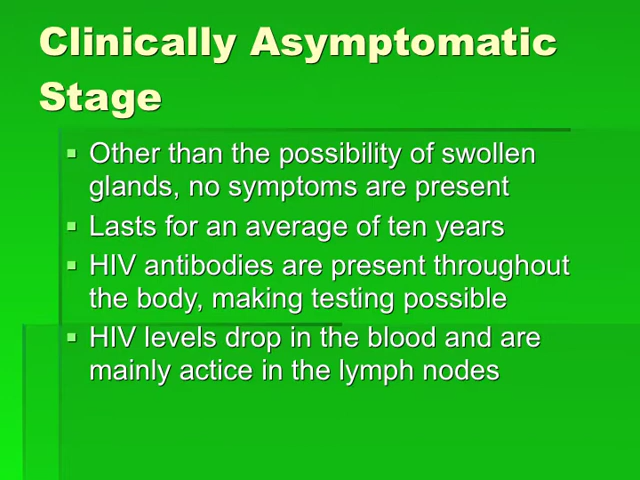 Clinically Asymptomatic
Stage
▪ Other than the possibility of swollen
glands, no symptoms are present
▪ Lasts for an average of ten years
▪ HIV antibodies are present throughout
the body, making testing possible
▪ HIV levels drop in the blood and are
mainly actice in the lymph nodes